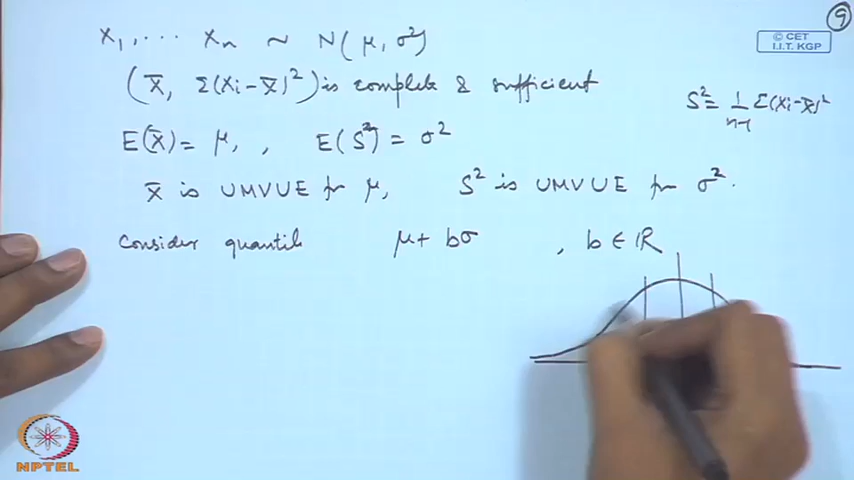 9
© CET
I.I.T. KGP
X₁, ... Xₙ ~ N(μ, σ²)
(X̄, Σ(Xi-X̄)²) is complete & sufficient
S² = 1/(n-1) Σ(Xi-X̄)²
E(X̄) = μ, , E(S²) = σ²
X̄ is UMVUE for μ, S² is UMVUE for σ².
Consider quantile μ + bσ , b ∈ ℝ
NPTEL